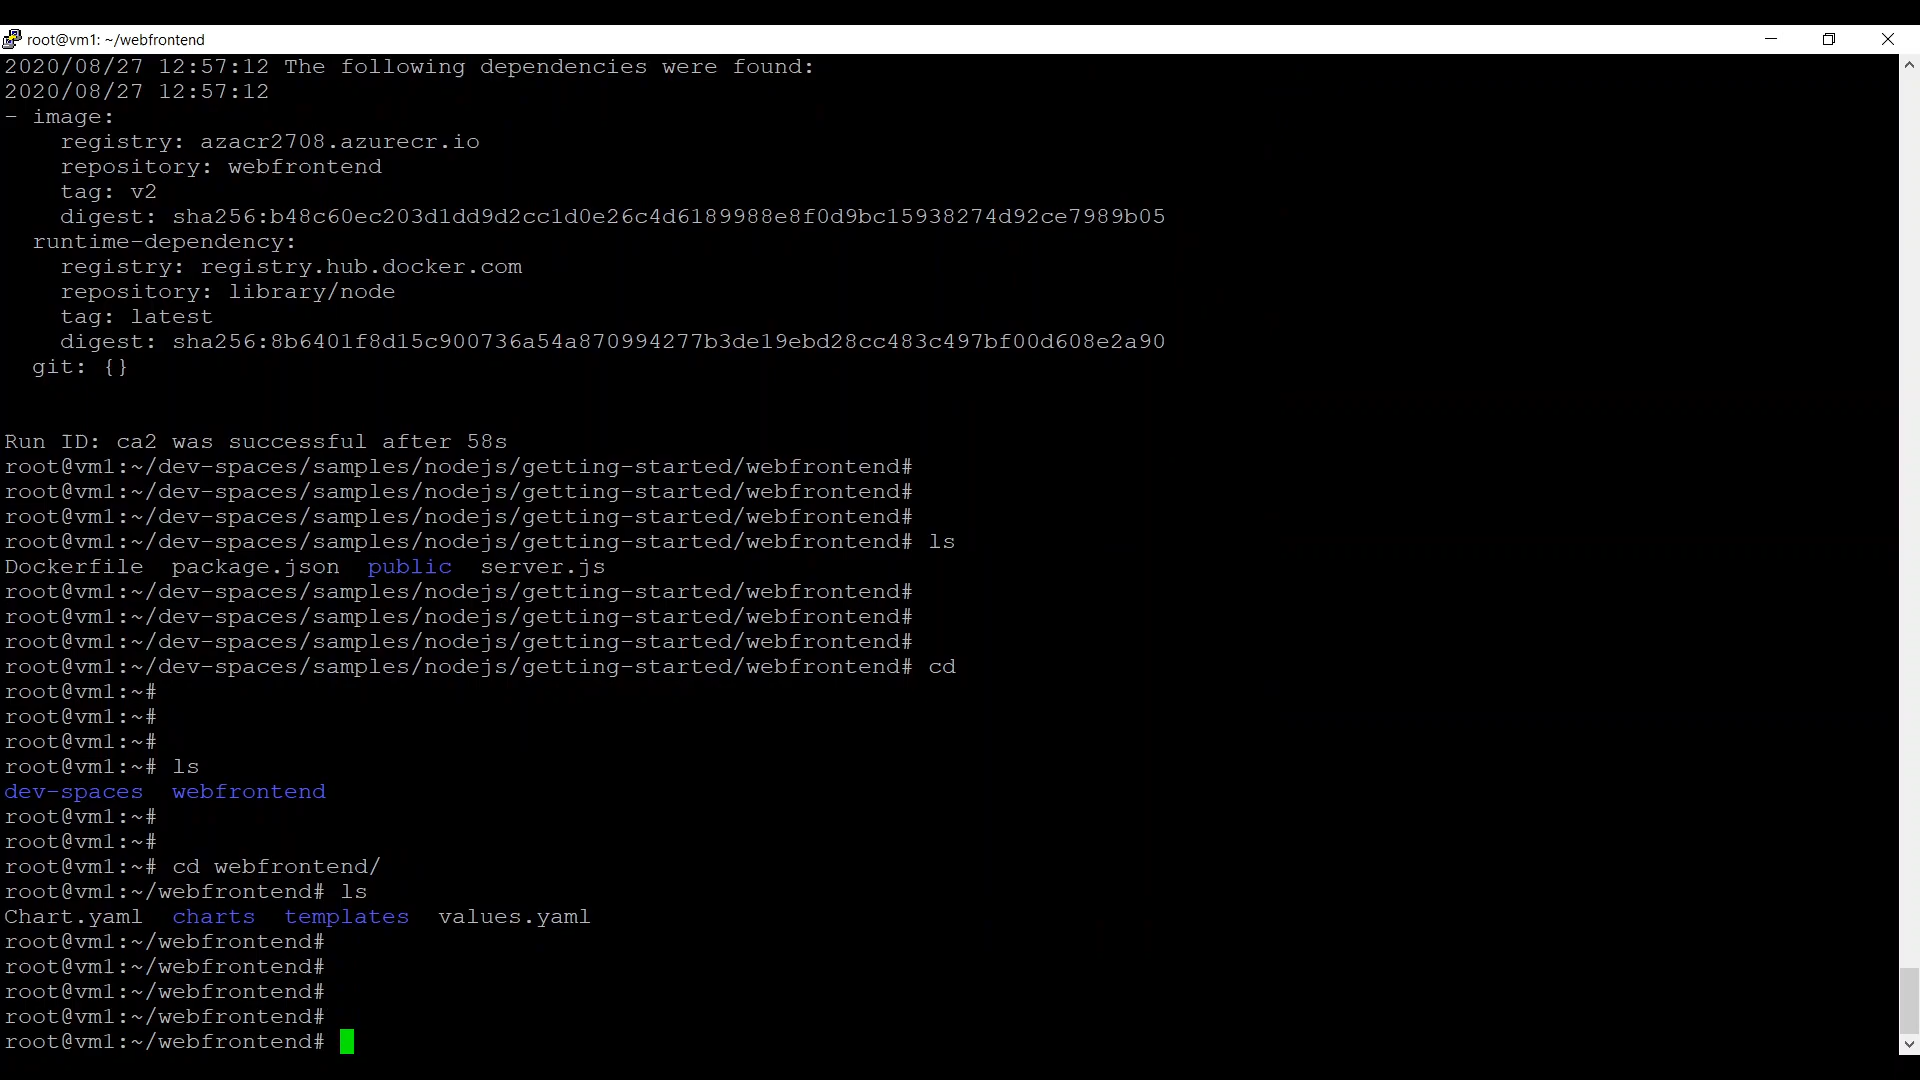 root@vm1: ~/webfrontend
2020/08/27 12:57:12 The following dependencies were found:
2020/08/27 12:57:12
- image:
    registry: azacr2708.azurecr.io
    repository: webfrontend
    tag: v2
    digest: sha256:b48c60ec203d1dd9d2cc1d0e26c4d6189988e8f0d9bc15938274d92ce7989b05
  runtime-dependency:
    registry: registry.hub.docker.com
    repository: library/node
    tag: latest
    digest: sha256:8b6401f8d15c900736a54a870994277b3de19ebd28cc483c497bf00d608e2a90
  git: {}
Run ID: ca2 was successful after 58s
root@vm1:~/dev-spaces/samples/nodejs/getting-started/webfrontend#
root@vm1:~/dev-spaces/samples/nodejs/getting-started/webfrontend#
root@vm1:~/dev-spaces/samples/nodejs/getting-started/webfrontend#
root@vm1:~/dev-spaces/samples/nodejs/getting-started/webfrontend# ls
Dockerfile  package.json  public  server.js
root@vm1:~/dev-spaces/samples/nodejs/getting-started/webfrontend#
root@vm1:~/dev-spaces/samples/nodejs/getting-started/webfrontend#
root@vm1:~/dev-spaces/samples/nodejs/getting-started/webfrontend#
root@vm1:~/dev-spaces/samples/nodejs/getting-started/webfrontend# cd
root@vm1:~#
root@vm1:~#
root@vm1:~#
root@vm1:~# ls
dev-spaces  webfrontend
root@vm1:~#
root@vm1:~#
root@vm1:~# cd webfrontend/
root@vm1:~/webfrontend# ls
Chart.yaml  charts  templates  values.yaml
root@vm1:~/webfrontend#
root@vm1:~/webfrontend#
root@vm1:~/webfrontend#
root@vm1:~/webfrontend#
root@vm1:~/webfrontend#